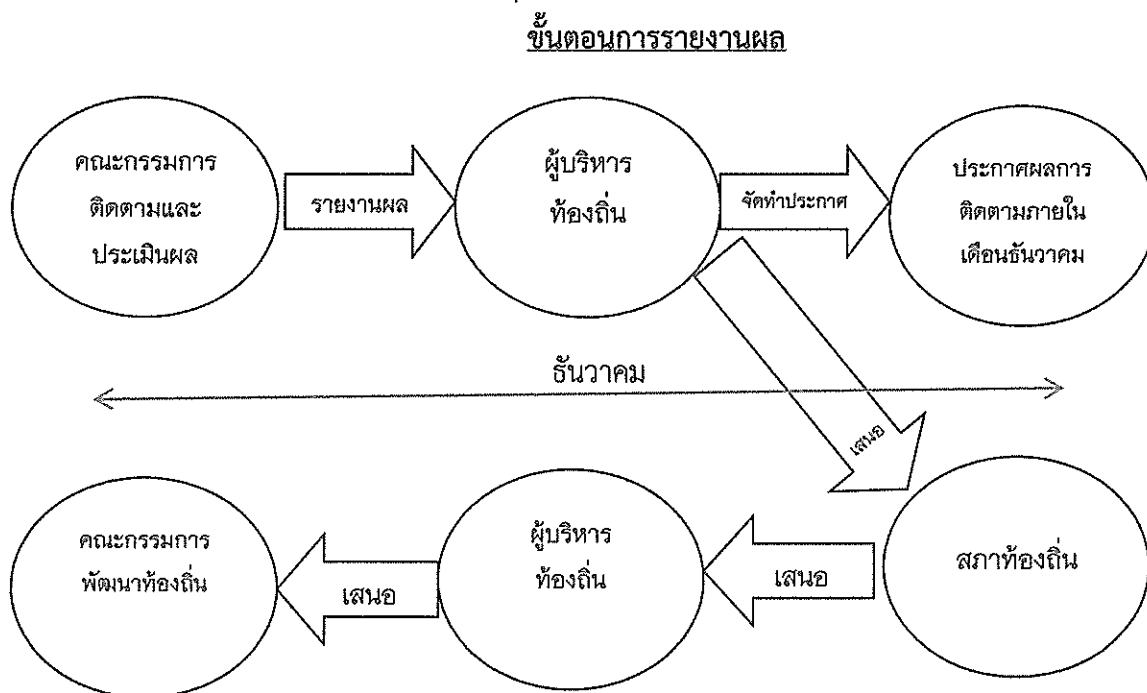 ขั้นตอนการรายงานผล
คณะกรรมการ
ติดตามและ
ประเมินผล
รายงานผล
ผู้บริหาร
ท้องถิ่น
จัดทำประกาศ
ประกาศผลการ
ติดตามภายใน
เดือนธันวาคม
ธันวาคม
เสนอ
สภาท้องถิ่น
เสนอ
ผู้บริหาร
ท้องถิ่น
เสนอ
คณะกรรมการ
พัฒนาท้องถิ่น